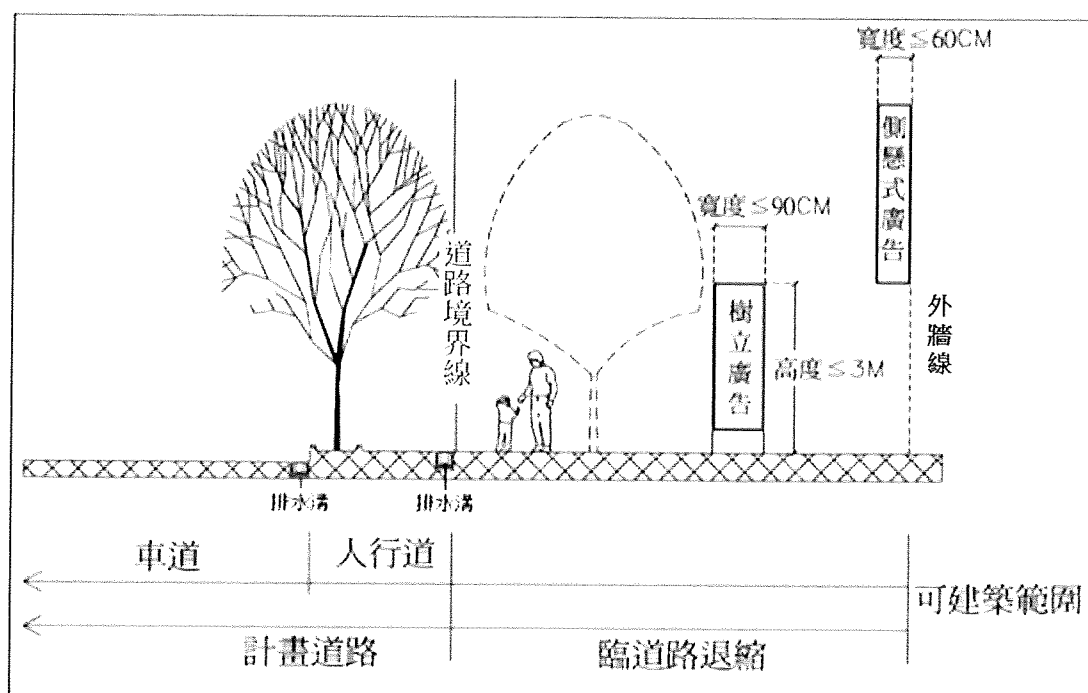 寬度≤60CM
側懸式廣告
寬度≤90CM
道路境界線
樹立廣告
高度≤3M
外牆線
排水溝
排水溝
車道
人行道
可建築範圍
計畫道路
臨道路退縮